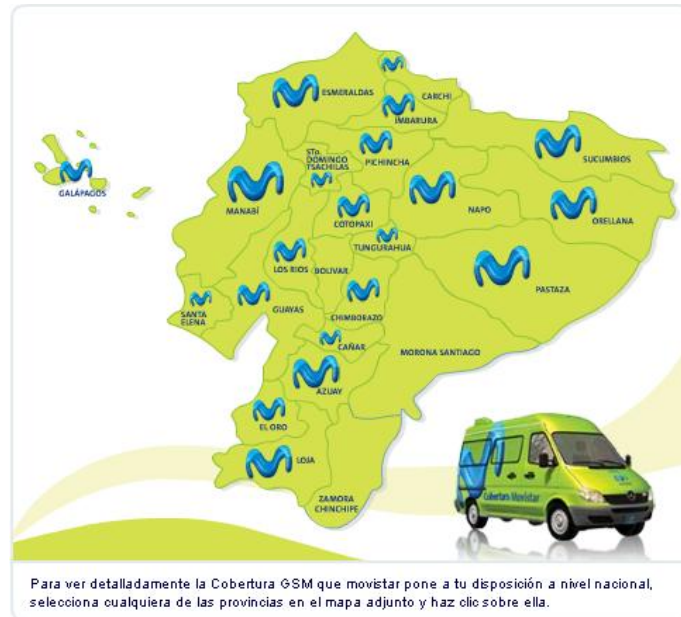 ESMERALDAS
CARCHI
IMBABURA
STO.
DOMINGO
TSACHILAS
PICHINCHA
SUCUMBIOS
GALÁPAGOS
MANABÍ
COTOPAXI
NAPO
ORELLANA
TUNGURAHUA
LOS RIOS
BOLIVAR
PASTAZA
SANTA
ELENA
GUAYAS
CHIMBORAZO
CAÑAR
MORONA SANTIAGO
AZUAY
EL ORO
LOJA
ZAMORA
CHINCHIPE
Cobertura Movistar
Para ver detalladamente la Cobertura GSM que movistar pone a tu disposición a nivel nacional,
selecciona cualquiera de las provincias en el mapa adjunto y haz clic sobre ella.